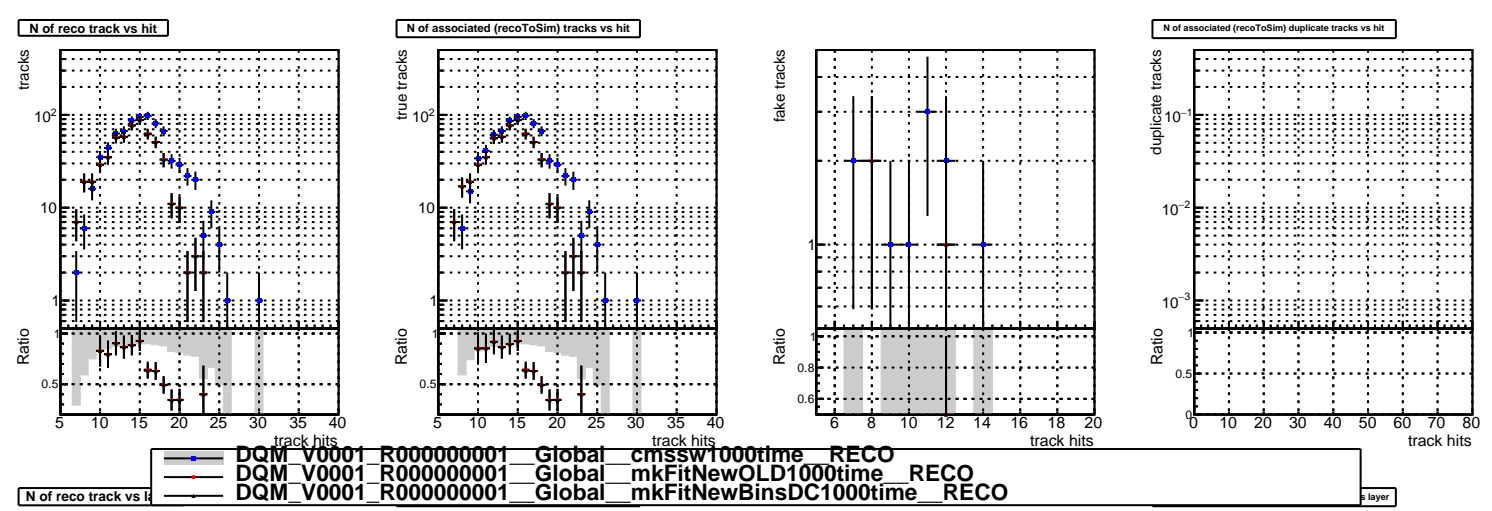 N of reco track vs hit
N of associated (recoToSim) tracks vs hit
N of associated (recoToSim) duplicate tracks vs hit
tracks
10²
10
1
Ratio
1
0.5
5 10 15 20 25 30 35 40
track hits
true tracks
10²
10
1
Ratio
1
0.5
5 10 15 20 25 30 35 40
track hits
fake tracks
1
Ratio
1
0.8
0.6
6 8 10 12 14 16 18 20
track hits
duplicate tracks
10⁻¹
10⁻²
10⁻³
Ratio
1
0.5
0
0 10 20 30 40 50 60 70 80
track hits
DQM_V0001_R000000001__Global__cmssw1000time__RECO
DQM_V0001_R000000001__Global__mkFitNewOLD1000time__RECO
DQM_V0001_R000000001__Global__mkFitNewBinsDC1000time__RECO
N of reco track vs
layer